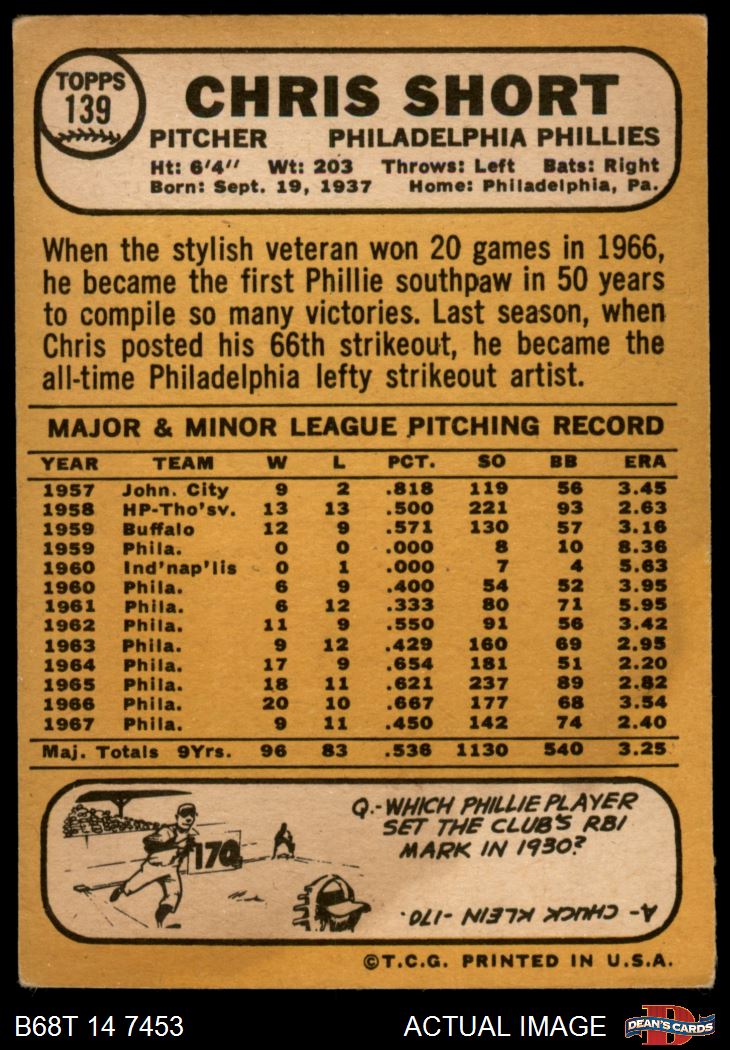 TOPPS
139
CHRIS SHORT
PITCHER PHILADELPHIA PHILLIES
Ht: 6'4" Wt: 203 Throws: Left Bats: Right
Born: Sept. 19, 1937 Home: Philadelphia, Pa.
When the stylish veteran won 20 games in 1966,
he became the first Phillie southpaw in 50 years
to compile so many victories. Last season, when
Chris posted his 66th strikeout, he became the
all-time Philadelphia lefty strikeout artist.
MAJOR & MINOR LEAGUE PITCHING RECORD
YEAR TEAM W L PCT. SO BB ERA
1957 John. City 9 2 .818 119 56 3.45
1958 HP-Tho'sv. 13 13 .500 221 93 2.63
1959 Buffalo 12 9 .571 130 57 3.16
1959 Phila. 0 0 .000 8 10 8.36
1960 Ind'nap'lis 0 1 .000 7 4 5.63
1960 Phila. 6 9 .400 54 52 3.95
1961 Phila. 6 12 .333 80 71 5.95
1962 Phila. 11 9 .550 91 56 3.42
1963 Phila. 9 12 .429 160 69 2.95
1964 Phila. 17 9 .654 181 51 2.20
1965 Phila. 18 11 .621 237 89 2.82
1966 Phila. 20 10 .667 177 68 3.54
1967 Phila. 9 11 .450 142 74 2.40
Maj. Totals 9Yrs. 96 83 .536 1130 540 3.25
170
Q.-WHICH PHILLIE PLAYER
SET THE CLUB'S RBI
MARK IN 1930?
A- CHUCK KLEIN-170.
©T.C.G. PRINTED IN U.S.A.
B68T 14 7453 ACTUAL IMAGE
D
DEAN'S CARDS